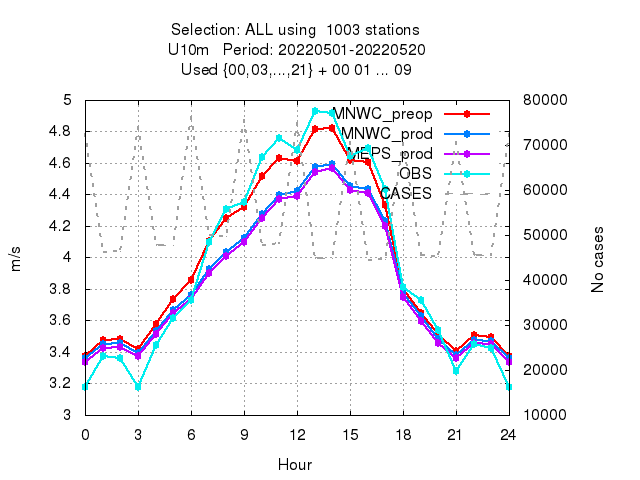 Selection: ALL using  1003 stations
U10m   Period: 20220501-20220520
Used {00,03,...,21} + 00 01 ... 09
5
4.8
4.6
4.4
4.2
4
3.8
3.6
3.4
3.2
3
m/s
80000
70000
60000
50000
40000
30000
20000
10000
No cases
MNWC_preop
MNWC_prod
MEPS_prod
OBS
CASES
0 3 6 9 12 15 18 21 24
Hour